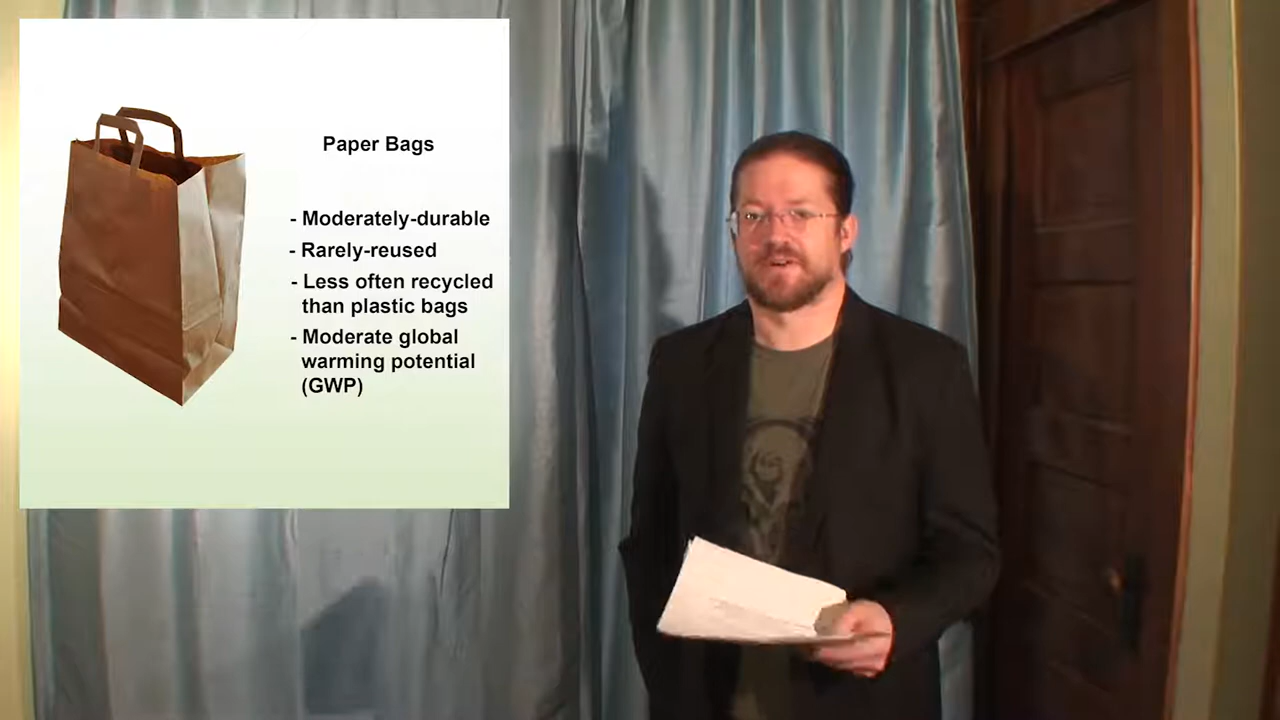 Paper Bags
- Moderately-durable
- Rarely-reused
- Less often recycled
than plastic bags
- Moderate global
warming potential
(GWP)